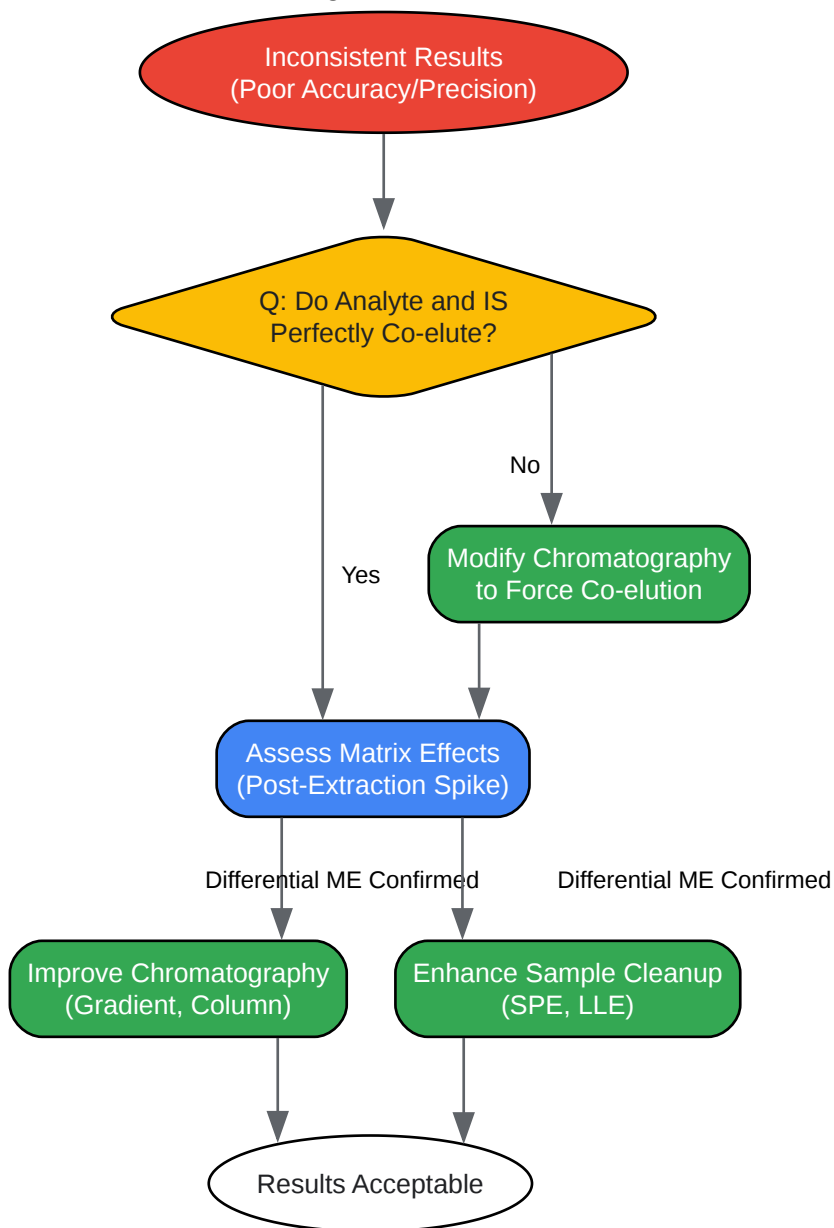 Inconsistent Results
(Poor Accuracy/Precision)
Q: Do Analyte and IS
Perfectly Co-elute?
No
Modify Chromatography
to Force Co-elution
Yes
Assess Matrix Effects
(Post-Extraction Spike)
Differential ME Confirmed
Differential ME Confirmed
Improve Chromatography
(Gradient, Column)
Enhance Sample Cleanup
(SPE, LLE)
Results Acceptable